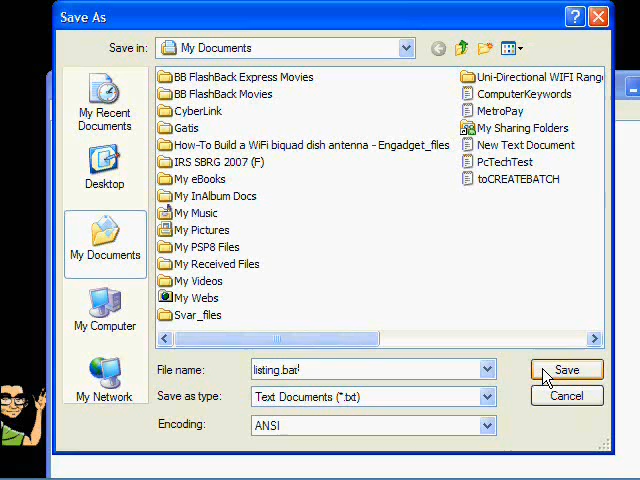 Save As
Save in:
My Documents
BB FlashBack Express Movies
BB FlashBack Movies
CyberLink
Gatis
How-To Build a WiFi biquad dish antenna - Engadget_files
IRS SBRG 2007 (F)
My eBooks
My InAlbum Docs
My Music
My Pictures
My PSP8 Files
My Received Files
My Videos
My Webs
Svar_files
Uni-Directional WIFI Rang
ComputerKeywords
MetroPay
My Sharing Folders
New Text Document
PcTechTest
toCREATEBATCH
My Recent
Documents
Desktop
My Documents
My Computer
My Network
File name:
listing.bat
Save
Save as type:
Text Documents (*.txt)
Cancel
Encoding:
ANSI